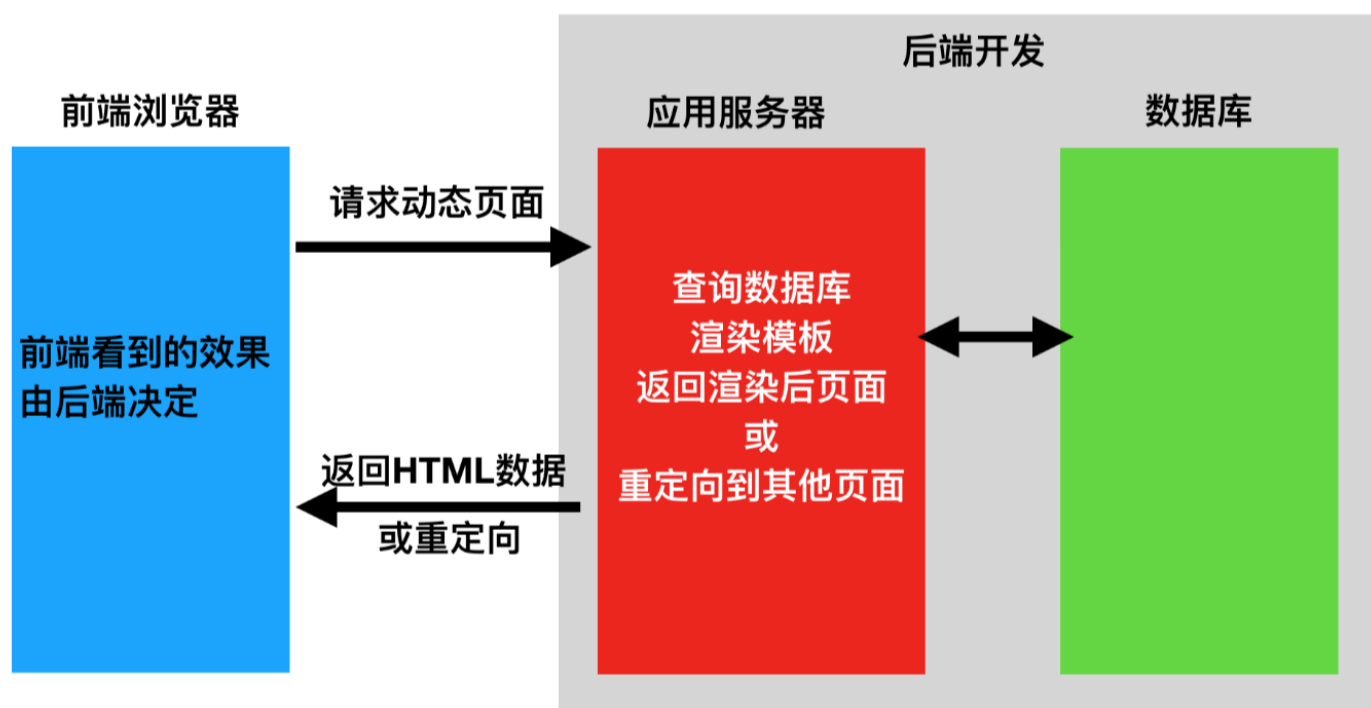 后端开发
前端浏览器
应用服务器
数据库
请求动态页面
前端看到的效果
由后端决定
返回HTML数据
或重定向
查询数据库
渲染模板
返回渲染后页面
或
重定向到其他页面